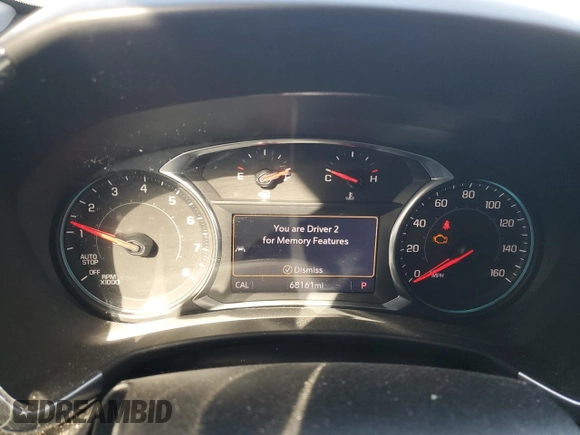 E
C H
1 2 3 4 5 6 7 8
AUTO
STOP
OFF
RPM
X1000
You are Driver 2
for Memory Features
Dismiss
CAL 68161mi P
0 20 40 60 80 100 120 140 160
MPH
DREAMBID